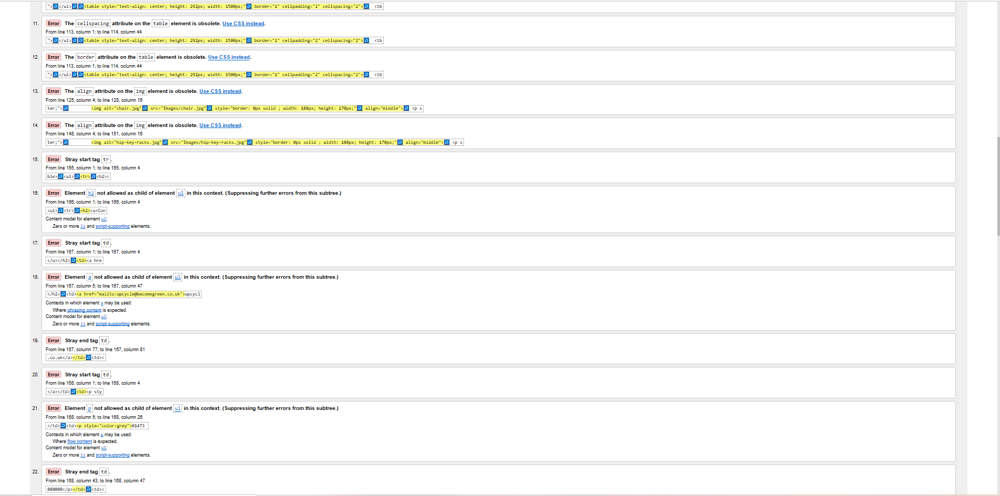 "> </ul> <table style="text-align: center; height: 292px; width: 1500px;" border="1" cellpadding="2" cellspacing="2"> <tb
11. Error The cellspacing attribute on the table element is obsolete. Use CSS instead.
From line 113, column 1; to line 114, column 44
"> </ul> <table style="text-align: center; height: 292px; width: 1500px;" border="1" cellpadding="2" cellspacing="2"> <tb
12. Error The border attribute on the table element is obsolete. Use CSS instead.
From line 113, column 1; to line 114, column 44
"> </ul> <table style="text-align: center; height: 292px; width: 1500px;" border="1" cellpadding="2" cellspacing="2"> <tb
13. Error The align attribute on the img element is obsolete. Use CSS instead.
From line 125, column 4; to line 128, column 16
ter;"> <img alt="chair.jpg" src="Images/chair.jpg" style="border: 0px solid ; width: 188px; height: 170px;" align="middle"> <p s
14. Error The align attribute on the img element is obsolete. Use CSS instead.
From line 148, column 4; to line 151, column 16
ter;"> <img alt="hip-key-racks.jpg" src="Images/hip-key-racks.jpg" style="border: 0px solid ; width: 188px; height: 170px;" align="middle"> <p s
15. Error Stray start tag tr.
From line 165, column 1; to line 165, column 4
ble> <ul> <tr> <h2><
16. Error Element h2 not allowed as child of element ul in this context. (Suppressing further errors from this subtree.)
From line 166, column 1; to line 166, column 4
<ul> <tr> <h2><u>Con
Content model for element ul:
Zero or more li and script-supporting elements.
17. Error Stray start tag td.
From line 167, column 1; to line 167, column 4
</u></h2> <td><a hre
18. Error Element a not allowed as child of element ul in this context. (Suppressing further errors from this subtree.)
From line 167, column 5; to line 167, column 47
</h2> <td><a href="mailto:upcycle@becomegreen.co.uk">upcycl
Contexts in which element a may be used:
Where phrasing content is expected.
Content model for element ul:
Zero or more li and script-supporting elements.
19. Error Stray end tag td.
From line 167, column 77; to line 167, column 81
.co.uk</a></td> <td><
20. Error Stray start tag td.
From line 168, column 1; to line 168, column 4
</a></td> <td><p sty
21. Error Element p not allowed as child of element ul in this context. (Suppressing further errors from this subtree.)
From line 168, column 5; to line 168, column 26
</td> <td><p style="color:grey">01473
Contexts in which element p may be used:
Where flow content is expected.
Content model for element ul:
Zero or more li and script-supporting elements.
22. Error Stray end tag td.
From line 168, column 43; to line 168, column 47
888008</p></td> <td><